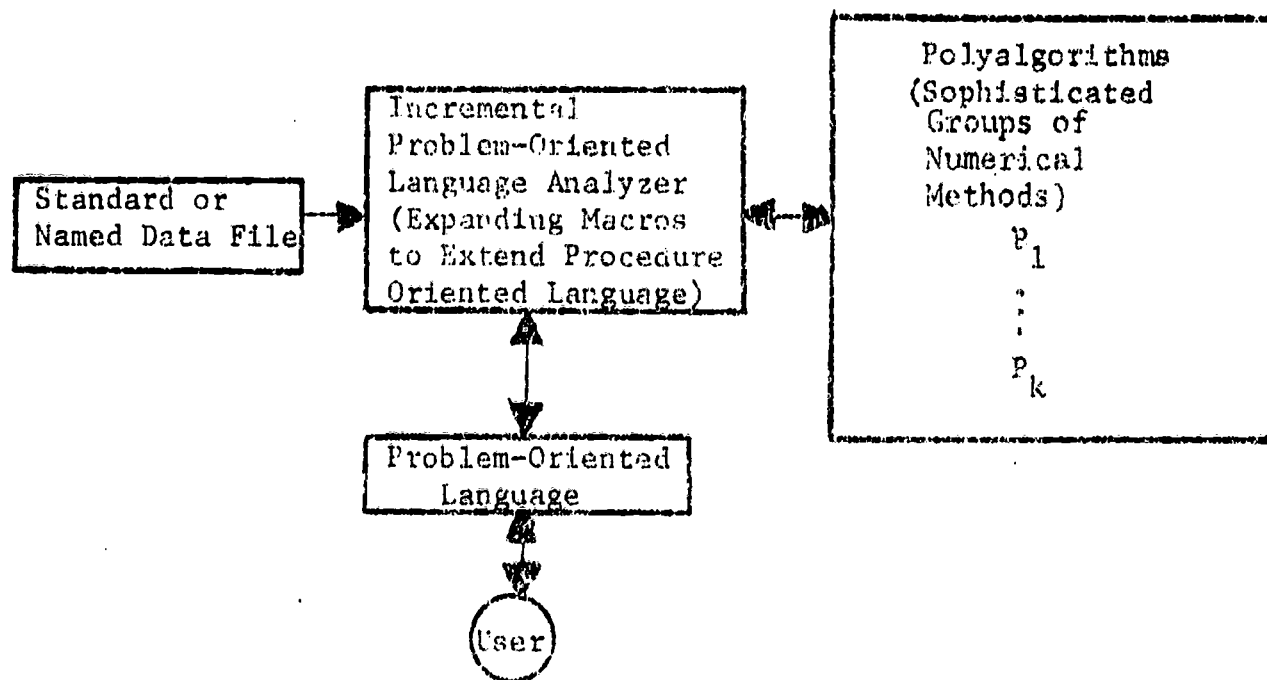 Standard or
Named Data File
Incremental
Problem-Oriented
Language Analyzer
(Expanding Macros
to Extend Procedure
Oriented Language)
Polyalgorithms
(Sophisticated
Groups of
Numerical
Methods)
P1
⋮
Pk
Problem-Oriented
Language
User